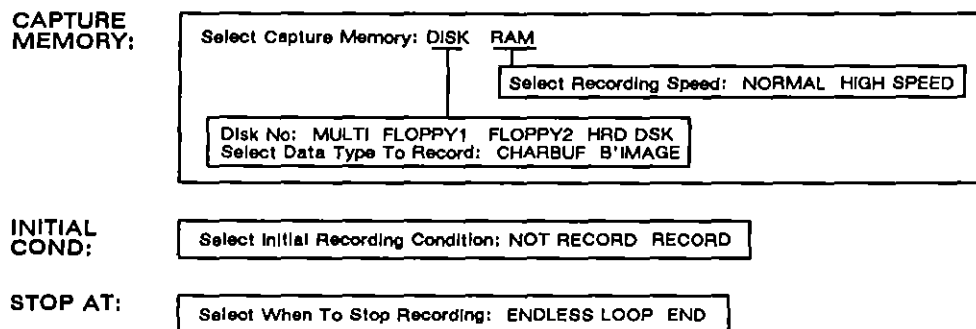 CAPTURE
MEMORY:
Select Capture Memory: DISK RAM
Select Recording Speed: NORMAL HIGH SPEED
Disk No: MULTI FLOPPY1 FLOPPY2 HRD DSK
Select Data Type To Record: CHARBUF B'IMAGE
INITIAL
COND:
Select Initial Recording Condition: NOT RECORD RECORD
STOP AT:
Select When To Stop Recording: ENDLESS LOOP END